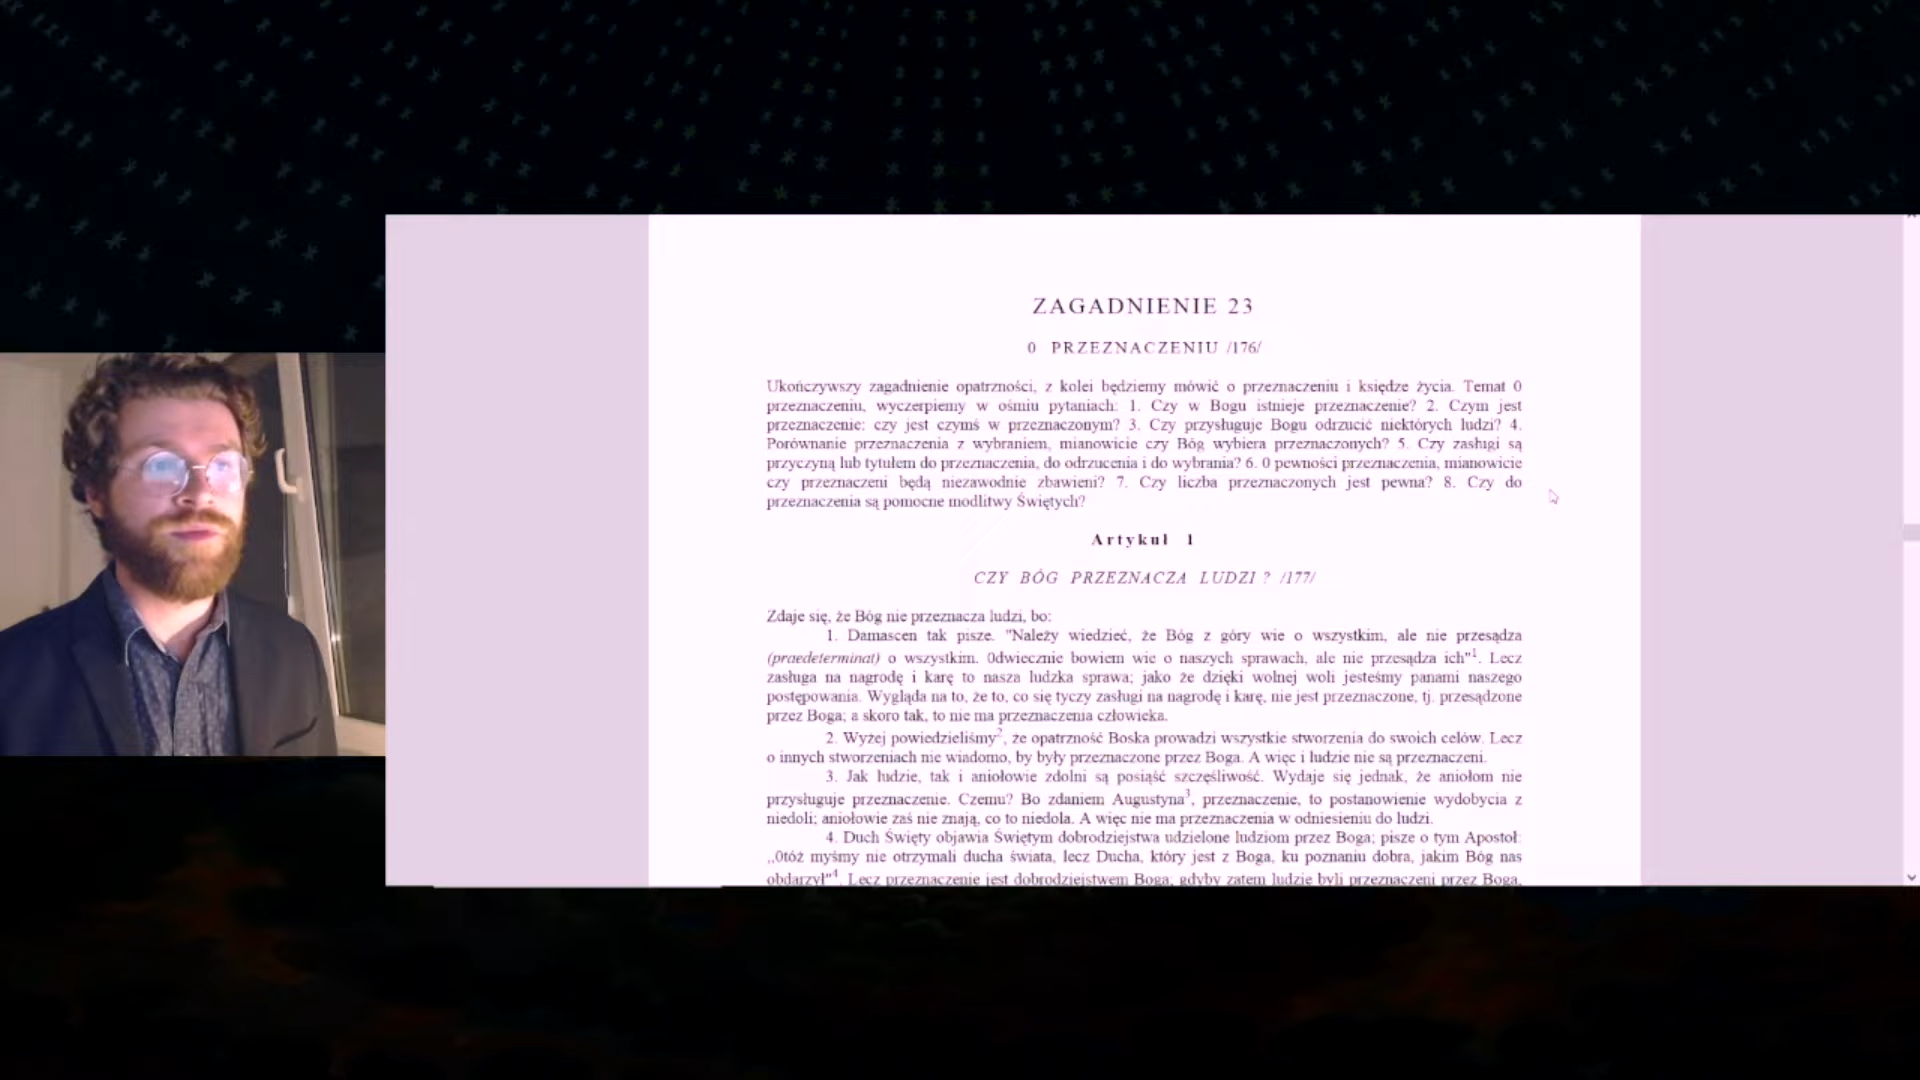 ZAGADNIENIE 23
0 PRZEZNACZENIU /176/
Ukończywszy zagadnienie opatrzności, z kolei będziemy mówić o przeznaczeniu i księdze życia. Temat 0
przeznaczeniu, wyczerpiemy w ośmiu pytaniach: 1. Czy w Bogu istnieje przeznaczenie? 2. Czym jest
przeznaczenie: czy jest czymś w przeznaczonym? 3. Czy przysługuje Bogu odrzucić niektórych ludzi? 4.
Porównanie przeznaczenia z wybraniem, mianowicie czy Bóg wybiera przeznaczonych? 5. Czy zasługi są
przyczyną lub tytułem do przeznaczenia, do odrzucenia i do wybrania? 6. 0 pewności przeznaczenia, mianowicie
czy przeznaczeni będą niezawodnie zbawieni? 7. Czy liczba przeznaczonych jest pewna? 8. Czy do
przeznaczenia są pomocne modlitwy Świętych?
Artykuł 1
CZY BÓG PRZEZNACZA LUDZI ? /177/
Zdaje się, że Bóg nie przeznacza ludzi, bo:
1. Damascen tak pisze. "Należy wiedzieć, że Bóg z góry wie o wszystkim, ale nie przesądza
(praedeterminat) o wszystkim. 0dwiecznie bowiem wie o naszych sprawach, ale nie przesądza ich"1. Lecz
zasługa na nagrodę i karę to nasza ludzka sprawa; jako że dzięki wolnej woli jesteśmy panami naszego
postępowania. Wygląda na to, że to, co się tyczy zasługi na nagrodę i karę, nie jest przeznaczone, tj. przesądzone
przez Boga; a skoro tak, to nie ma przeznaczenia człowieka.
2. Wyżej powiedzieliśmy2, że opatrzność Boska prowadzi wszystkie stworzenia do swoich celów. Lecz
o innych stworzeniach nie wiadomo, by były przeznaczone przez Boga. A więc i ludzie nie są przeznaczeni.
3. Jak ludzie, tak i aniołowie zdolni są posiąść szczęśliwość. Wydaje się jednak, że aniołom nie
przysługuje przeznaczenie. Czemu? Bo zdaniem Augustyna3, przeznaczenie, to postanowienie wydobycia z
niedoli; aniołowie zaś nie znają, co to niedola. A więc nie ma przeznaczenia w odniesieniu do ludzi.
4. Duch Święty objawia Świętym dobrodziejstwa udzielone ludziom przez Boga; pisze o tym Apostoł:
„0tóż myśmy nie otrzymali ducha świata, lecz Ducha, który jest z Boga, ku poznaniu dobra, jakim Bóg nas
obdarzył"4. Lecz przeznaczenie jest dobrodziejstwem Boga; gdyby zatem ludzie byli przeznaczeni przez Boga,